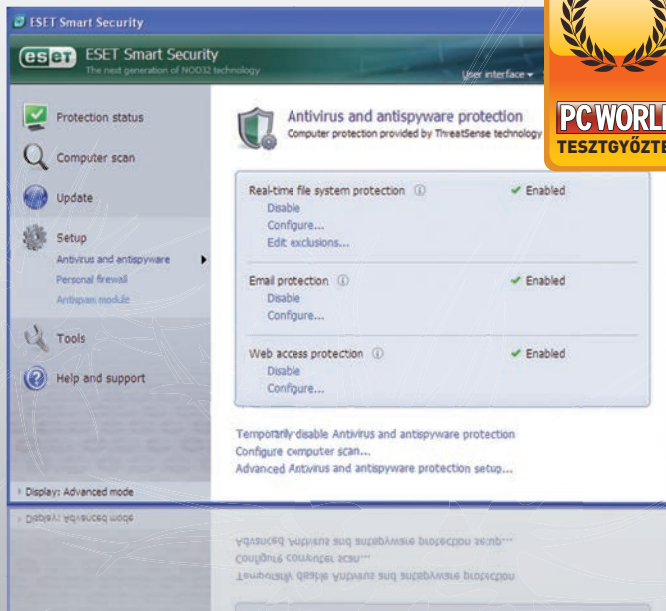 ESET Smart Security
eset ESET Smart Security
The next generation of NOD32 technology
User interface
PC WORL
TESZTGYŐZTE
Protection status
Computer scan
Update
Setup
Antivirus and antispyware
Personal firewall
Antispam module
Tools
Help and support
Display: Advanced mode
Antivirus and antispyware protection
Computer protection provided by ThreatSense technology
Real-time file system protection Enabled
Disable
Configure...
Edit exclusions...
Email protection Enabled
Disable
Configure...
Web access protection Enabled
Disable
Configure...
Temporarily disable Antivirus and antispyware protection
Configure computer scan...
Advanced Antivirus and antispyware protection setup...